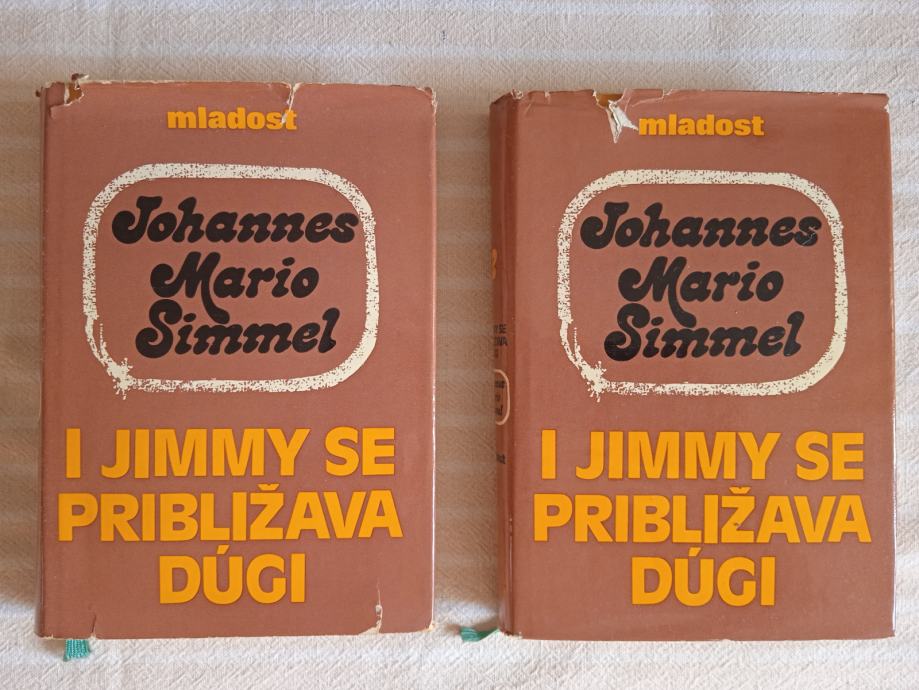 mladost
Johannes
Mario
Simmel
I JIMMY SE
PRIBLIŽAVA
DÚGI
mladost
Johannes
Mario
Simmel
I JIMMY SE
PRIBLIŽAVA
DÚGI